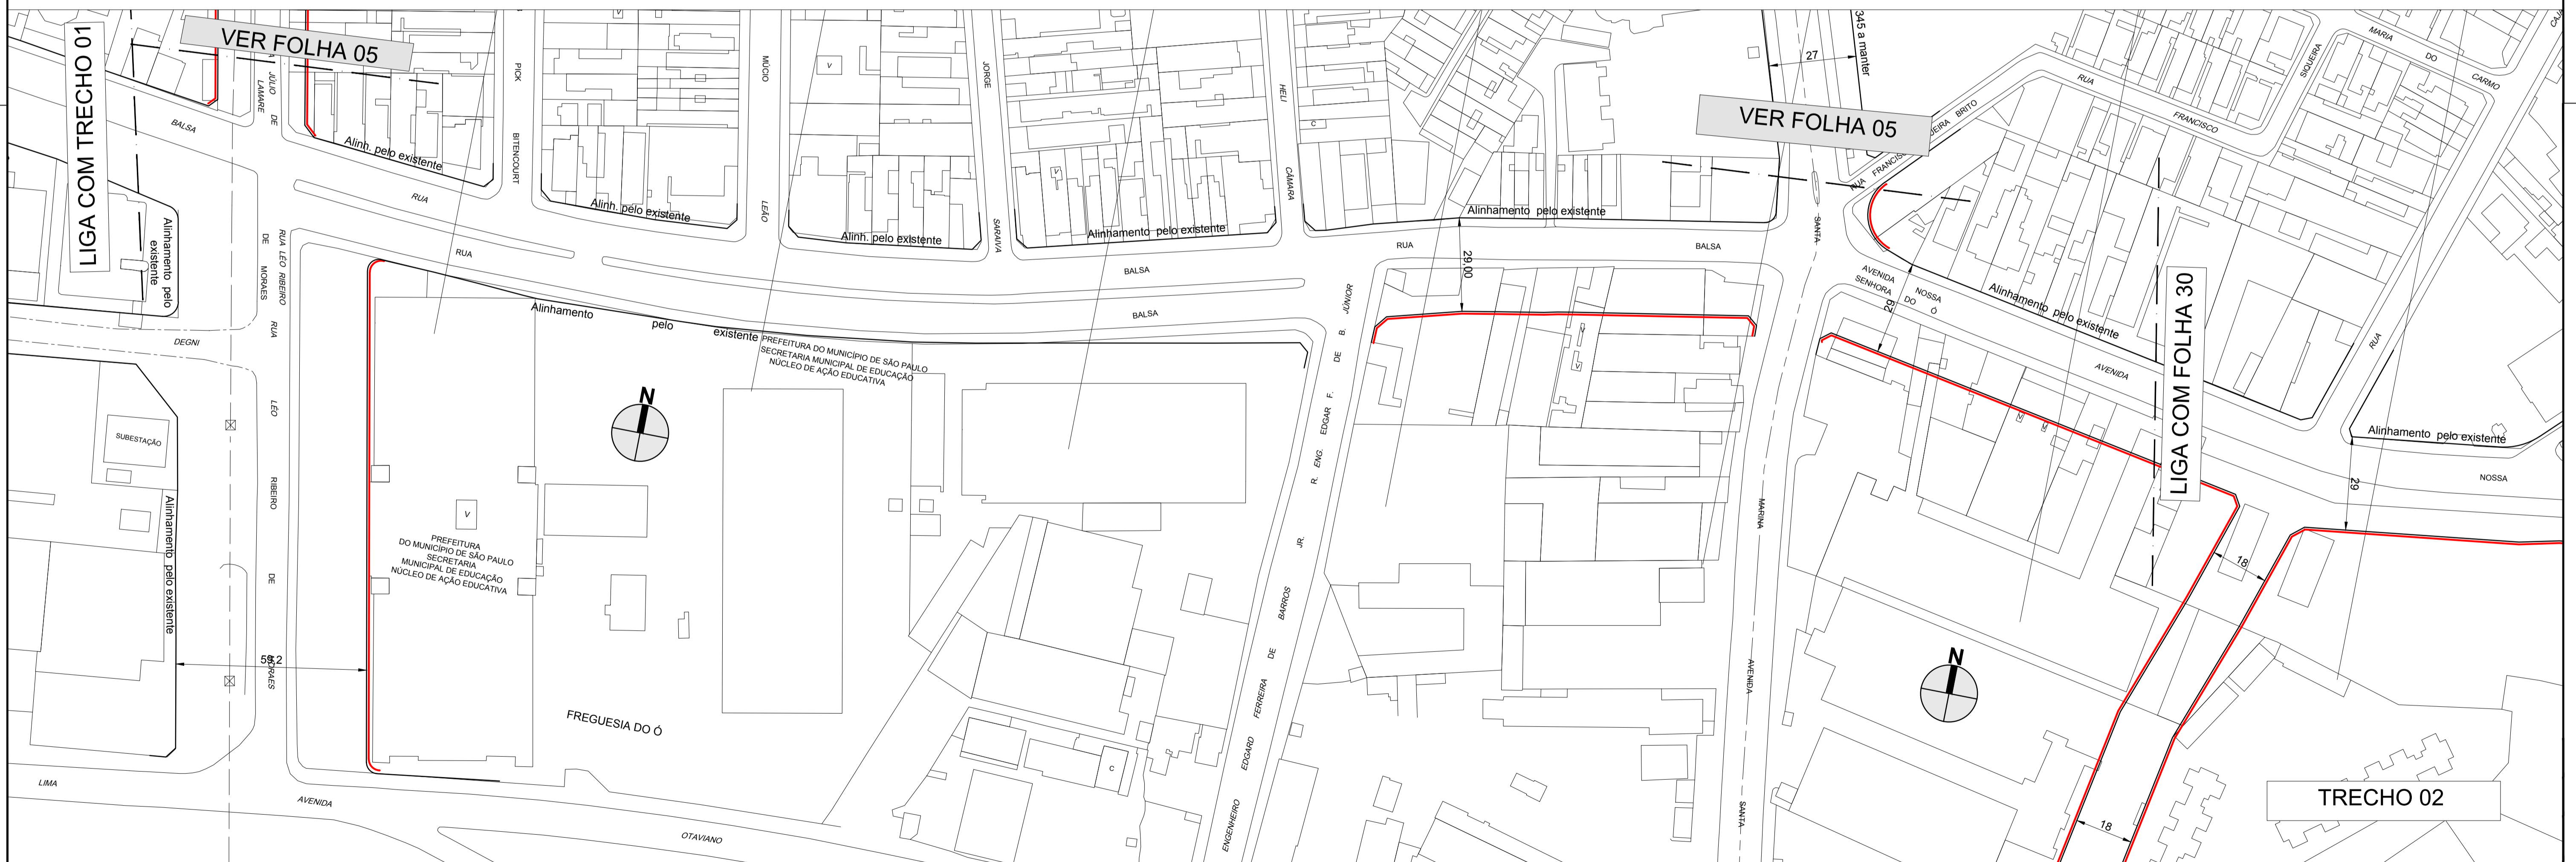 LIGA COM TRECHO 01
VER FOLHA 05
JÚLIO DE
LAMARE
BALSA
Alinh. pelo existente
PICK
BITENCOURT
MÚCIO
LEÃO
V
V
JORGE
SARAIVA
V
HELI
CÂMARA
C
27
345 a manter
VER FOLHA 05
RUA FRANCISCO
BRITO
RUA
FRANCISCO
SIQUEIRA
MARIA
DO
CARMO
RUA
Alinh. pelo existente
Alinh. pelo existente
Alinhamento pelo existente
Alinhamento pelo existente
RUA
BALSA
SANTA
Alinhamento pelo
existente
RUA LÉO RIBEIRO
DE MORAES
RUA
BALSA
BALSA
29,00
AVENIDA NOSSA
SENHORA DO Ó
29
Alinhamento pelo existente
LIGA COM FOLHA 30
DEGNI
RUA
LÉO
RIBEIRO
DE
MORAES
Alinhamento pelo existente
PREFEITURA DO MUNICÍPIO DE SÃO PAULO
SECRETARIA MUNICIPAL DE EDUCAÇÃO
NÚCLEO DE AÇÃO EDUCATIVA
N
R. ENG. EDGAR F. DE B. JÚNIOR
V
V
AVENIDA
RUA
Alinhamento pelo existente
29
NOSSA
SUBESTAÇÃO
Alinhamento pelo existente
V
PREFEITURA
DO MUNICÍPIO DE SÃO PAULO
SECRETARIA
MUNICIPAL DE EDUCAÇÃO
NÚCLEO DE AÇÃO EDUCATIVA
59,2
FREGUESIA DO Ó
ENGENHEIRO EDGARD FERREIRA DE BARROS JR.
MARINA
AVENIDA
SANTA
18
N
C
LIMA
AVENIDA
OTAVIANO
18
TRECHO 02